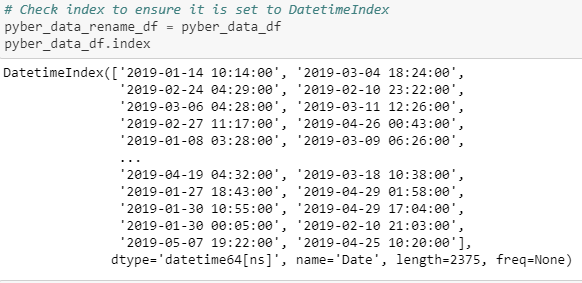 # Check index to ensure it is set to DatetimeIndex
pyber_data_rename_df = pyber_data_df
pyber_data_df.index
DatetimeIndex(['2019-01-14 10:14:00', '2019-03-04 18:24:00',
'2019-02-24 04:29:00', '2019-02-10 23:22:00',
'2019-03-06 04:28:00', '2019-03-11 12:26:00',
'2019-02-27 11:17:00', '2019-04-26 00:43:00',
'2019-01-08 03:28:00', '2019-03-09 06:26:00',
...
'2019-04-19 04:32:00', '2019-03-18 10:38:00',
'2019-01-27 18:43:00', '2019-04-29 01:58:00',
'2019-01-30 10:55:00', '2019-04-29 17:04:00',
'2019-01-30 00:05:00', '2019-02-10 21:03:00',
'2019-05-07 19:22:00', '2019-04-25 10:20:00'],
dtype='datetime64[ns]', name='Date', length=2375, freq=None)